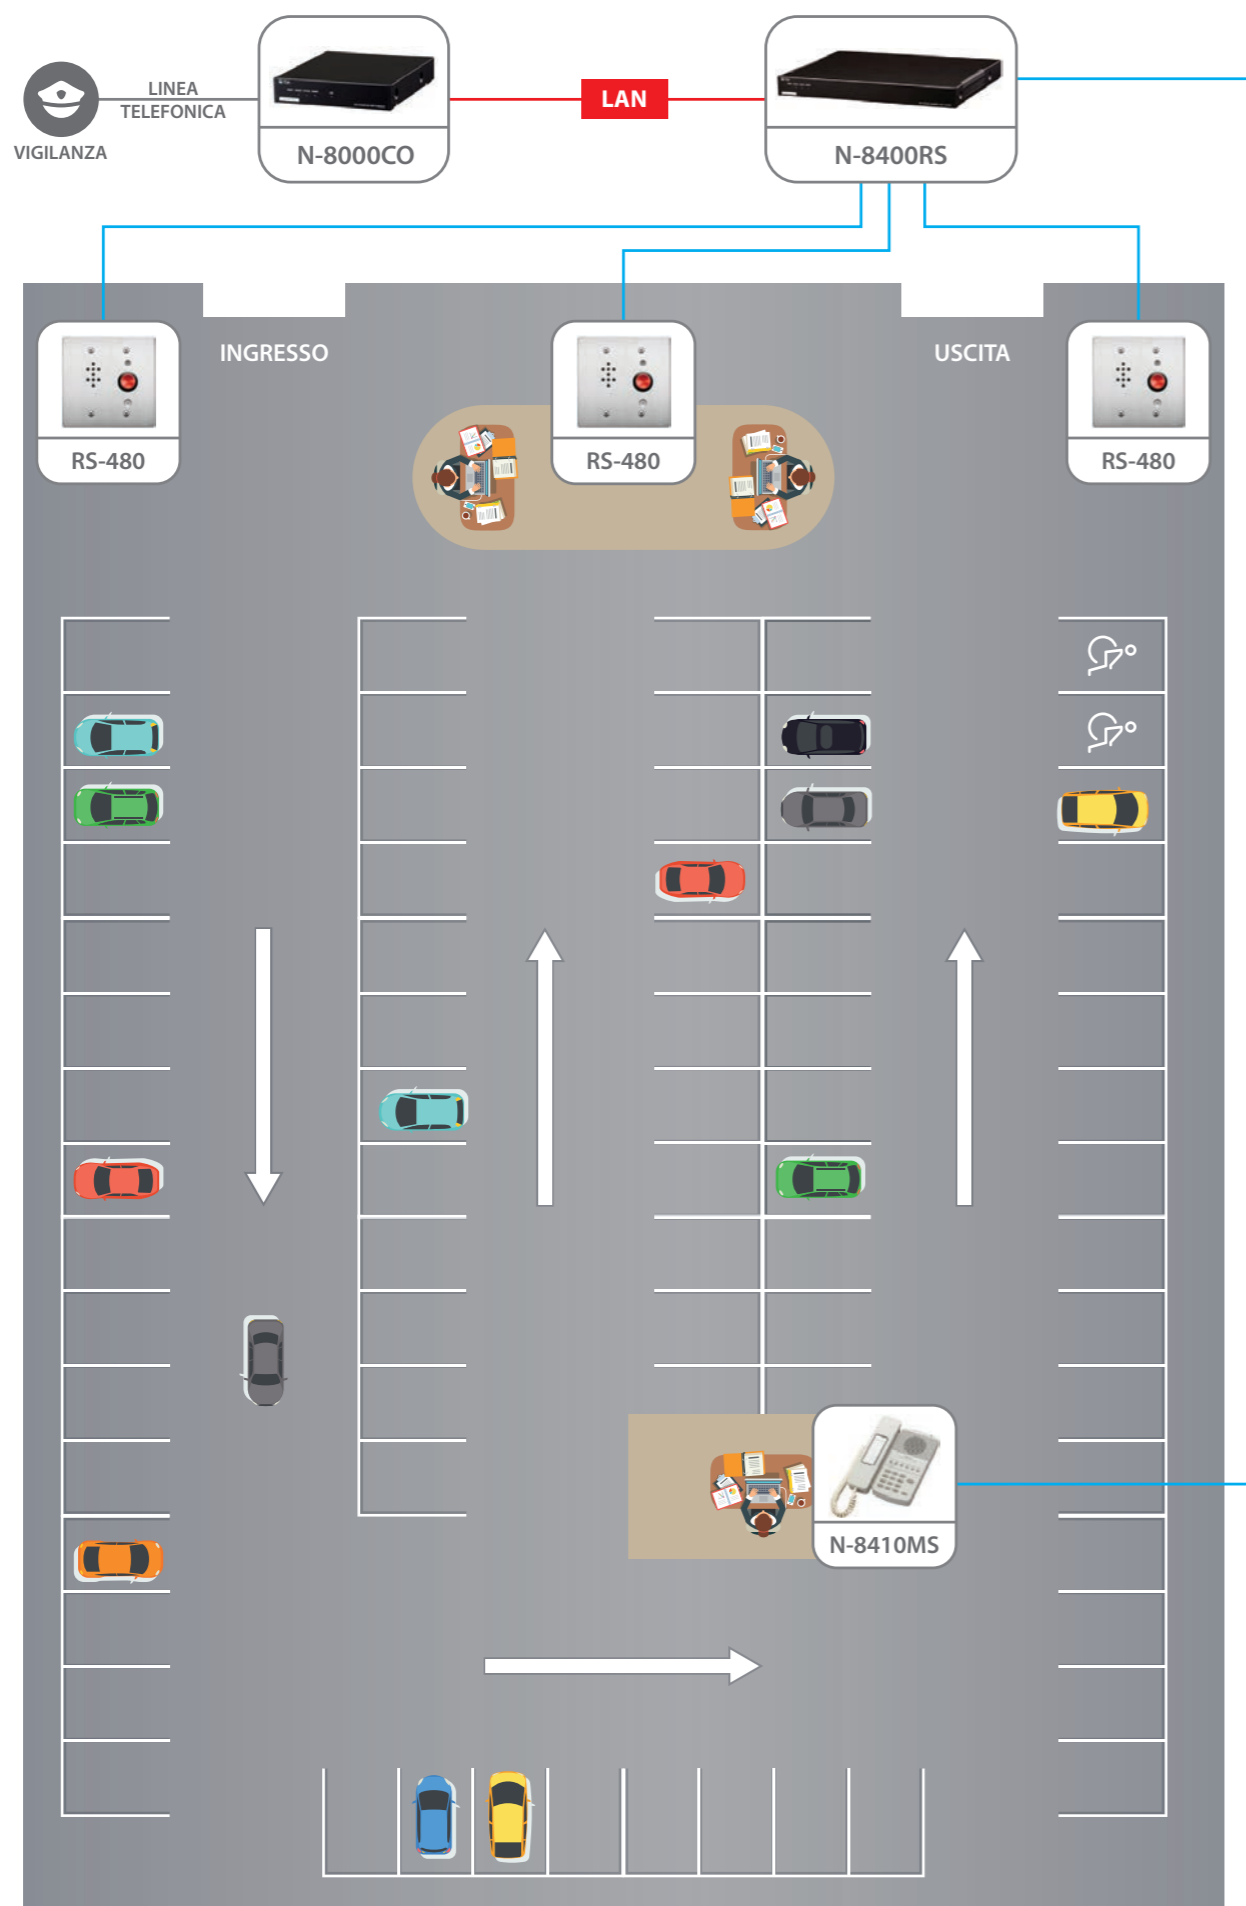 LINEA
TELEFONICA
VIGILANZA
N-8000CO
LAN
N-8400RS
INGRESSO
USCITA
RS-480
RS-480
RS-480
N-8410MS